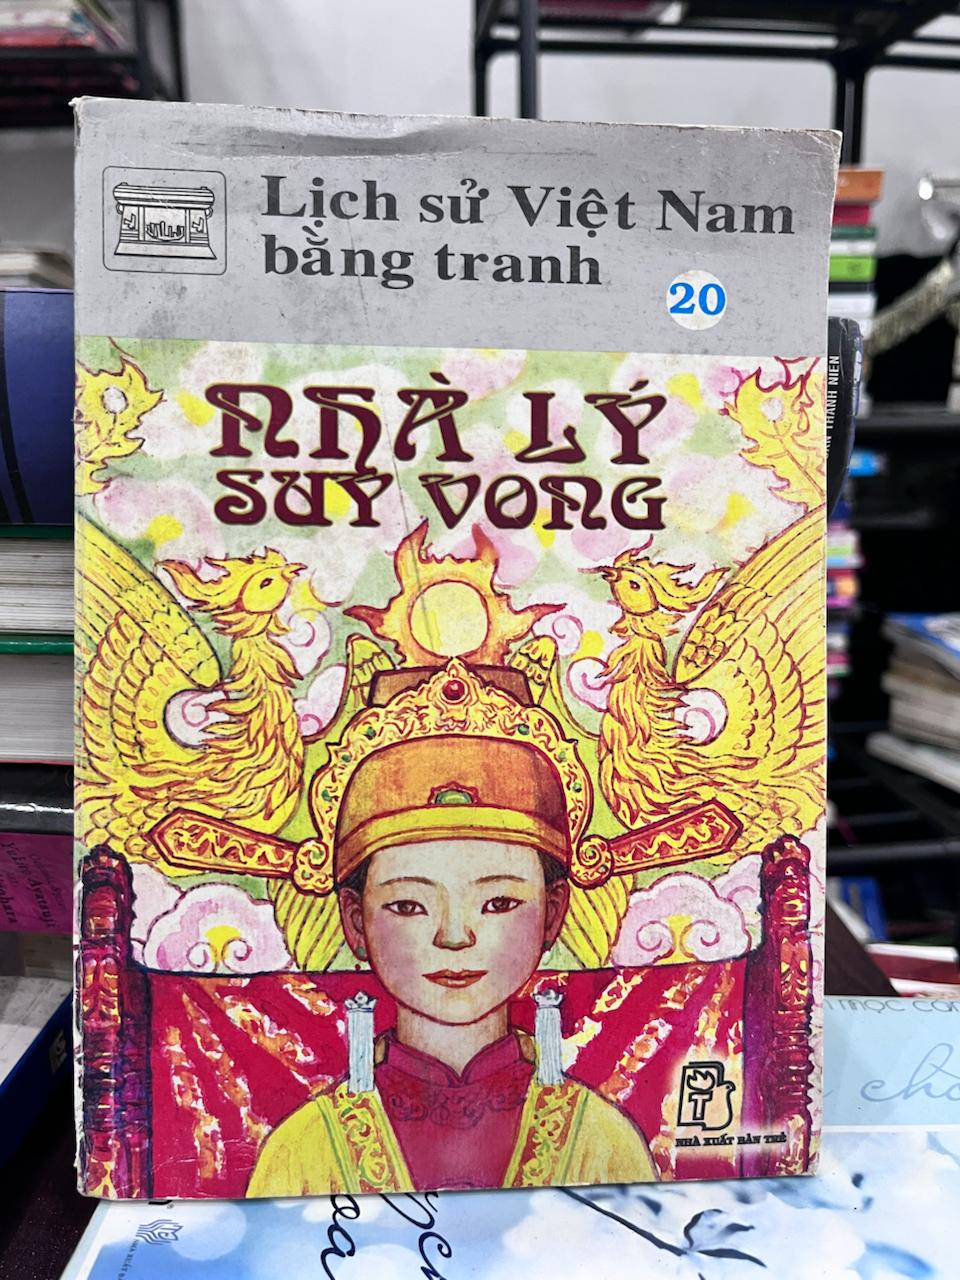 Lịch sử Việt Nam
bằng tranh
20
NHÀ LÝ
SUY VONG
T
NHÀ XUẤT BẢN TRẺ